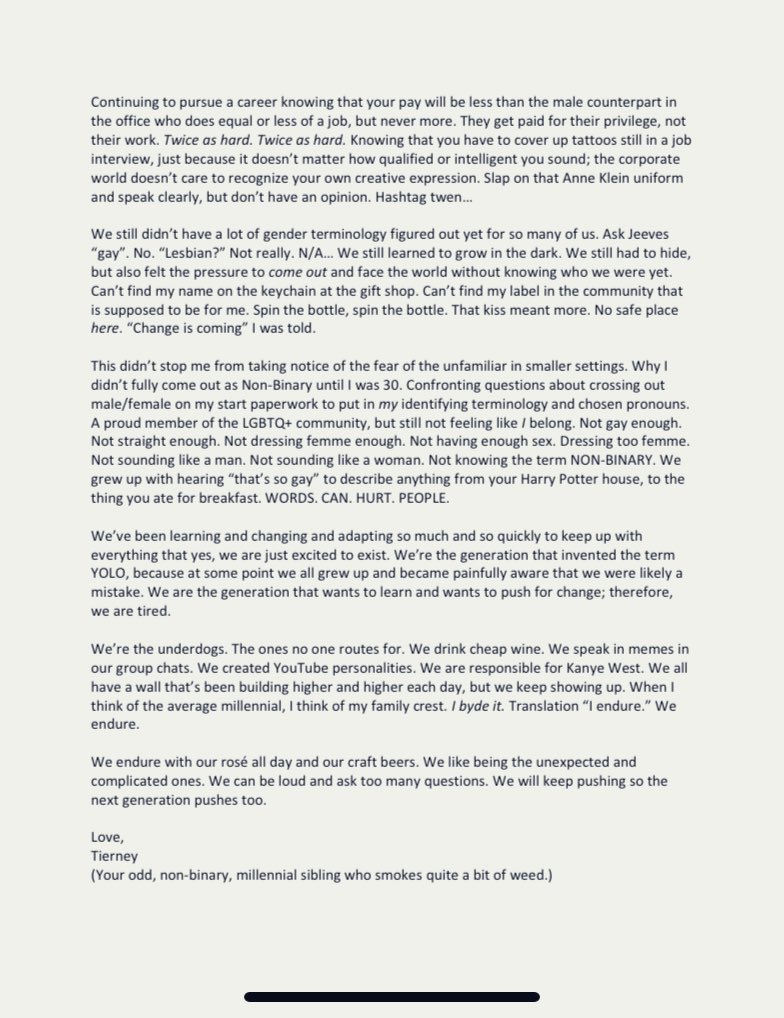 Continuing to pursue a career knowing that your pay will be less than the male counterpart in
the office who does equal or less of a job, but never more. They get paid for their privilege, not
their work. Twice as hard. Twice as hard. Knowing that you have to cover up tattoos still in a job
interview, just because it doesn’t matter how qualified or intelligent you sound; the corporate
world doesn’t care to recognize your own creative expression. Slap on that Anne Klein uniform
and speak clearly, but don’t have an opinion. Hashtag twen…
We still didn’t have a lot of gender terminology figured out yet for so many of us. Ask Jeeves
“gay”. No. “Lesbian?” Not really. N/A… We still learned to grow in the dark. We still had to hide,
but also felt the pressure to come out and face the world without knowing who we were yet.
Can’t find my name on the keychain at the gift shop. Can’t find my label in the community that
is supposed to be for me. Spin the bottle, spin the bottle. That kiss meant more. No safe place
here. “Change is coming” I was told.
This didn’t stop me from taking notice of the fear of the unfamiliar in smaller settings. Why I
didn’t fully come out as Non-Binary until I was 30. Confronting questions about crossing out
male/female on my start paperwork to put in my identifying terminology and chosen pronouns.
A proud member of the LGBTQ+ community, but still not feeling like I belong. Not gay enough.
Not straight enough. Not dressing femme enough. Not having enough sex. Dressing too femme.
Not sounding like a man. Not sounding like a woman. Not knowing the term NON-BINARY. We
grew up with hearing “that’s so gay” to describe anything from your Harry Potter house, to the
thing you ate for breakfast. WORDS. CAN. HURT. PEOPLE.
We’ve been learning and changing and adapting so much and so quickly to keep up with
everything that yes, we are just excited to exist. We’re the generation that invented the term
YOLO, because at some point we all grew up and became painfully aware that we were likely a
mistake. We are the generation that wants to learn and wants to push for change; therefore,
we are tired.
We’re the underdogs. The ones no one routes for. We drink cheap wine. We speak in memes in
our group chats. We created YouTube personalities. We are responsible for Kanye West. We all
have a wall that’s been building higher and higher each day, but we keep showing up. When I
think of the average millennial, I think of my family crest. I byde it. Translation “I endure.” We
endure.
We endure with our rosé all day and our craft beers. We like being the unexpected and
complicated ones. We can be loud and ask too many questions. We will keep pushing so the
next generation pushes too.
Love,
Tierney
(Your odd, non-binary, millennial sibling who smokes quite a bit of weed.)